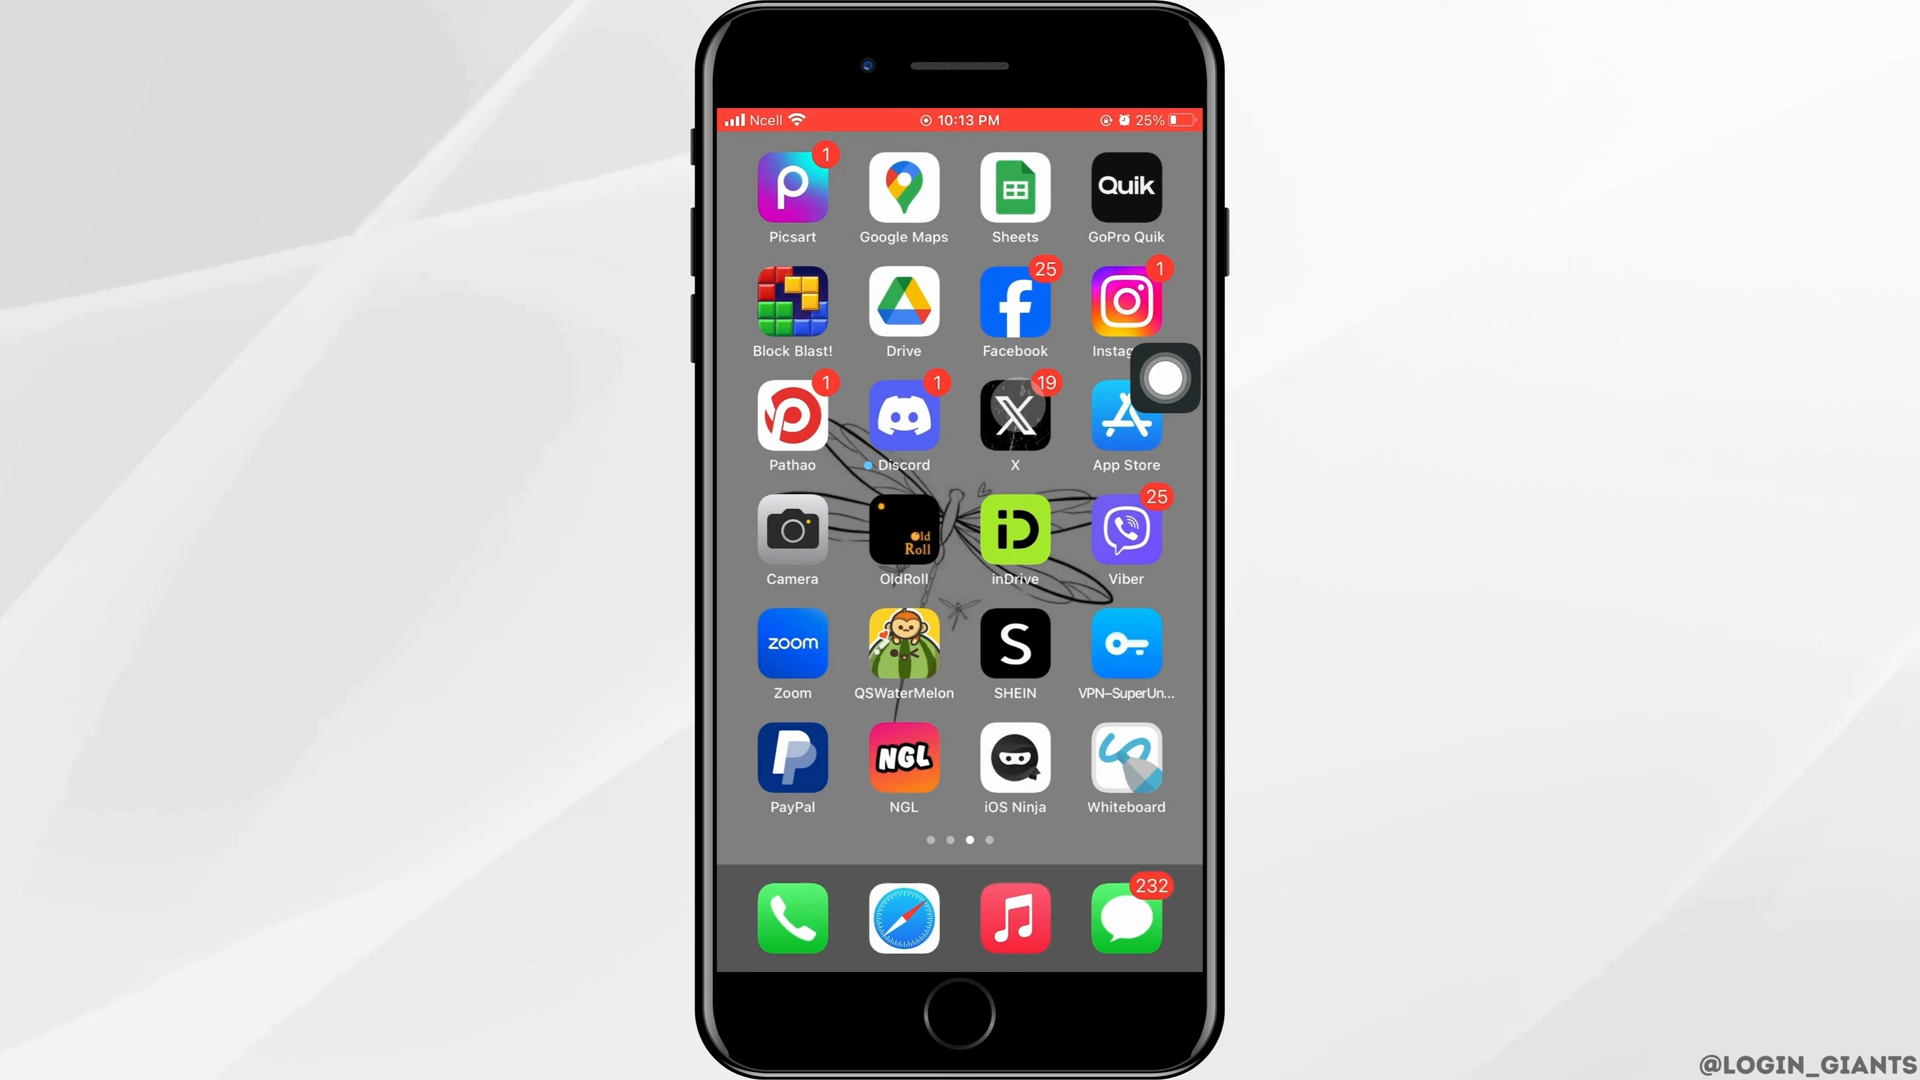 Ncell 10:13 PM 25%
1
Quik
Picsart Google Maps Sheets GoPro Quik
25 1
Block Blast! Drive Facebook
1 1 19
Pathao Discord X App Store
Old
Roll
iD
25
Camera OldRoll inDrive Viber
zoom
S
Zoom QSWaterMelon SHEIN VPN–SuperUn...
NGL
PayPal NGL iOS Ninja Whiteboard
232
@LOGIN_GIANTS